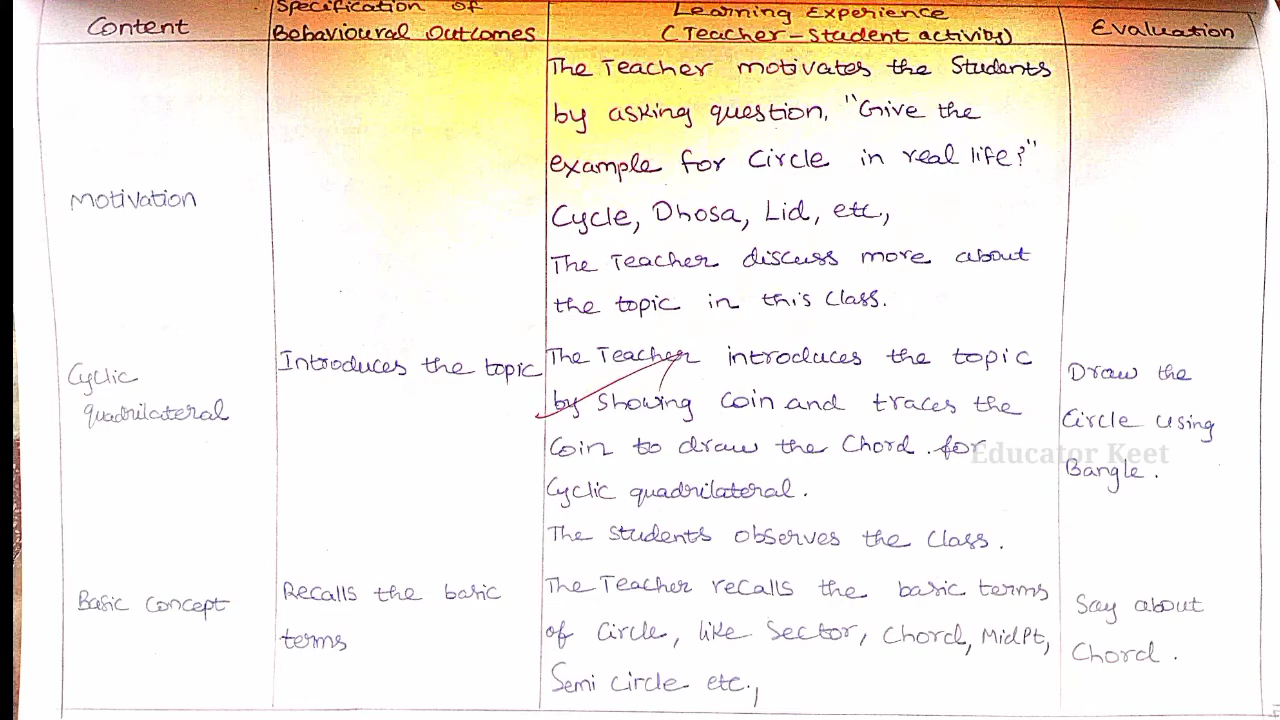 Content
Specification of
Behavioural Outcomes
Learning Experience
(Teacher-Student activity)
Evaluation
Motivation
The Teacher motivates the Students
by asking question, "Give the
example for Circle in real life?"
Cycle, Dhosa, Lid, etc.,
The Teacher discuss more about
the topic in this class.
Cyclic
quadrilateral
Introduces the topic
The Teacher introduces the topic
by showing coin and traces the
coin to draw the Chord for
Cyclic quadrilateral.
The students observes the class.
Draw the
Circle using
Bangle.
Educator Keet
Basic concept
Recalls the basic
terms
The Teacher recalls the basic terms
of Circle, like Sector, Chord, MidPt,
Semi circle etc.,
Say about
Chord.